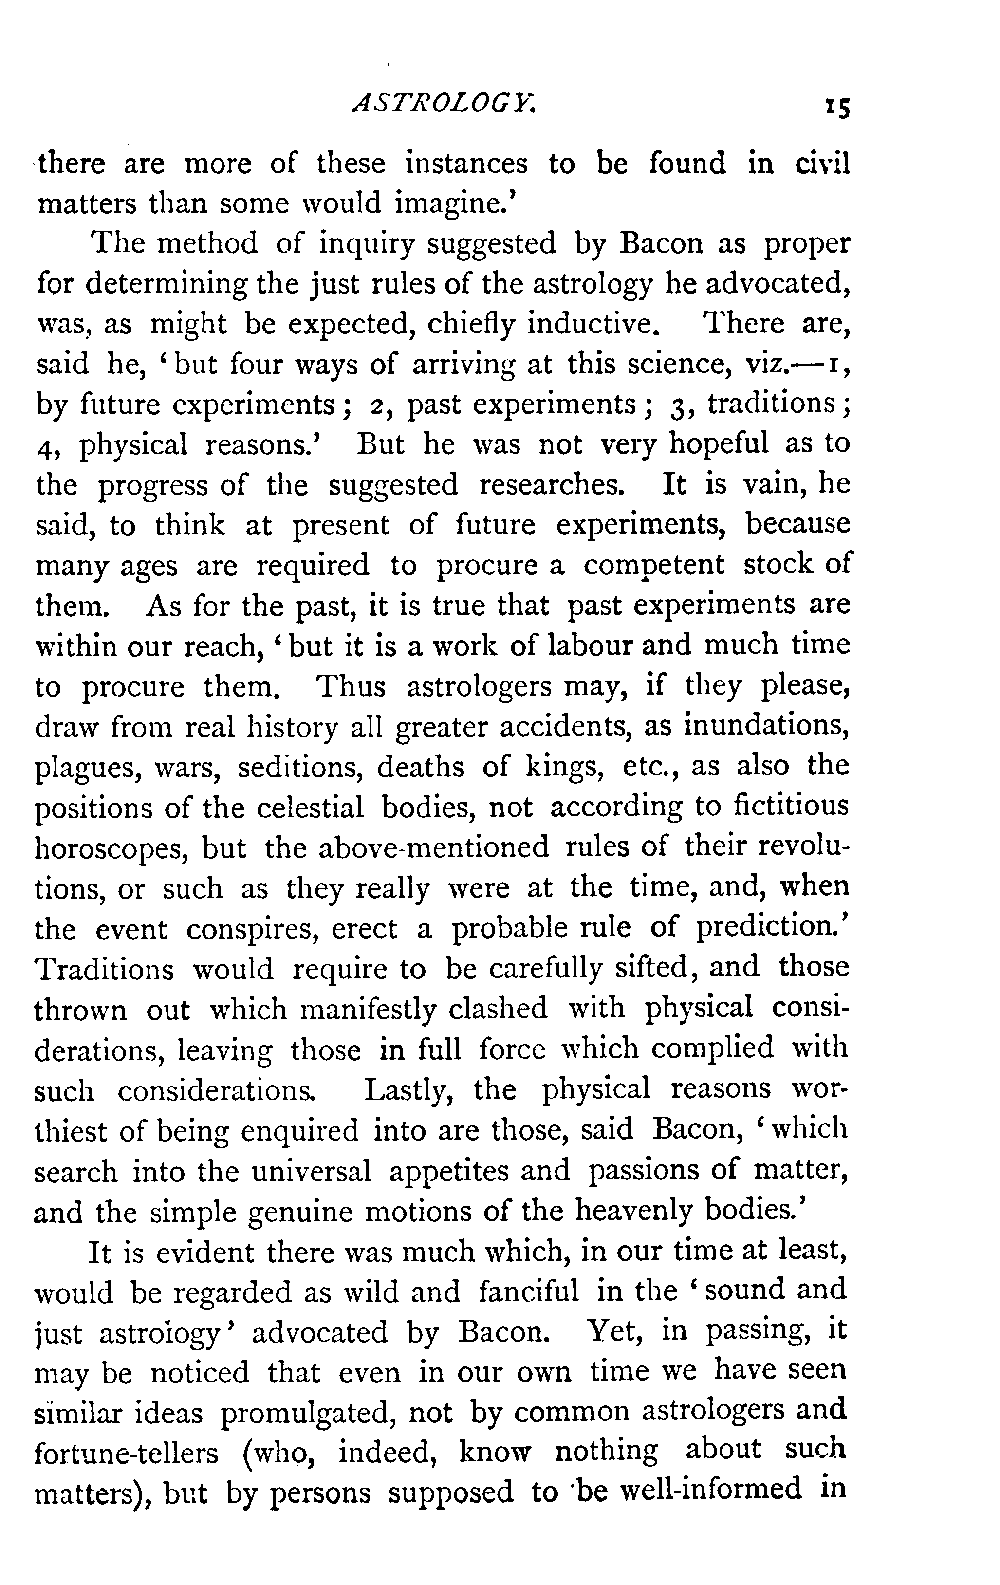 ASTROLOGY. 15
there are more of these instances to be found in civil
matters than some would imagine.'
The method of inquiry suggested by Bacon as proper
for determining the just rules of the astrology he advocated,
was, as might be expected, chiefly inductive. There are,
said he, 'but four ways of arriving at this science, viz.—1,
by future experiments; 2, past experiments; 3, traditions;
4, physical reasons.' But he was not very hopeful as to
the progress of the suggested researches. It is vain, he
said, to think at present of future experiments, because
many ages are required to procure a competent stock of
them. As for the past, it is true that past experiments are
within our reach, 'but it is a work of labour and much time
to procure them. Thus astrologers may, if they please,
draw from real history all greater accidents, as inundations,
plagues, wars, seditions, deaths of kings, etc., as also the
positions of the celestial bodies, not according to fictitious
horoscopes, but the above-mentioned rules of their revolu-
tions, or such as they really were at the time, and, when
the event conspires, erect a probable rule of prediction.'
Traditions would require to be carefully sifted, and those
thrown out which manifestly clashed with physical consi-
derations, leaving those in full force which complied with
such considerations. Lastly, the physical reasons wor-
thiest of being enquired into are those, said Bacon, 'which
search into the universal appetites and passions of matter,
and the simple genuine motions of the heavenly bodies.'
It is evident there was much which, in our time at least,
would be regarded as wild and fanciful in the 'sound and
just astrology' advocated by Bacon. Yet, in passing, it
may be noticed that even in our own time we have seen
similar ideas promulgated, not by common astrologers and
fortune-tellers (who, indeed, know nothing about such
matters), but by persons supposed to be well-informed in